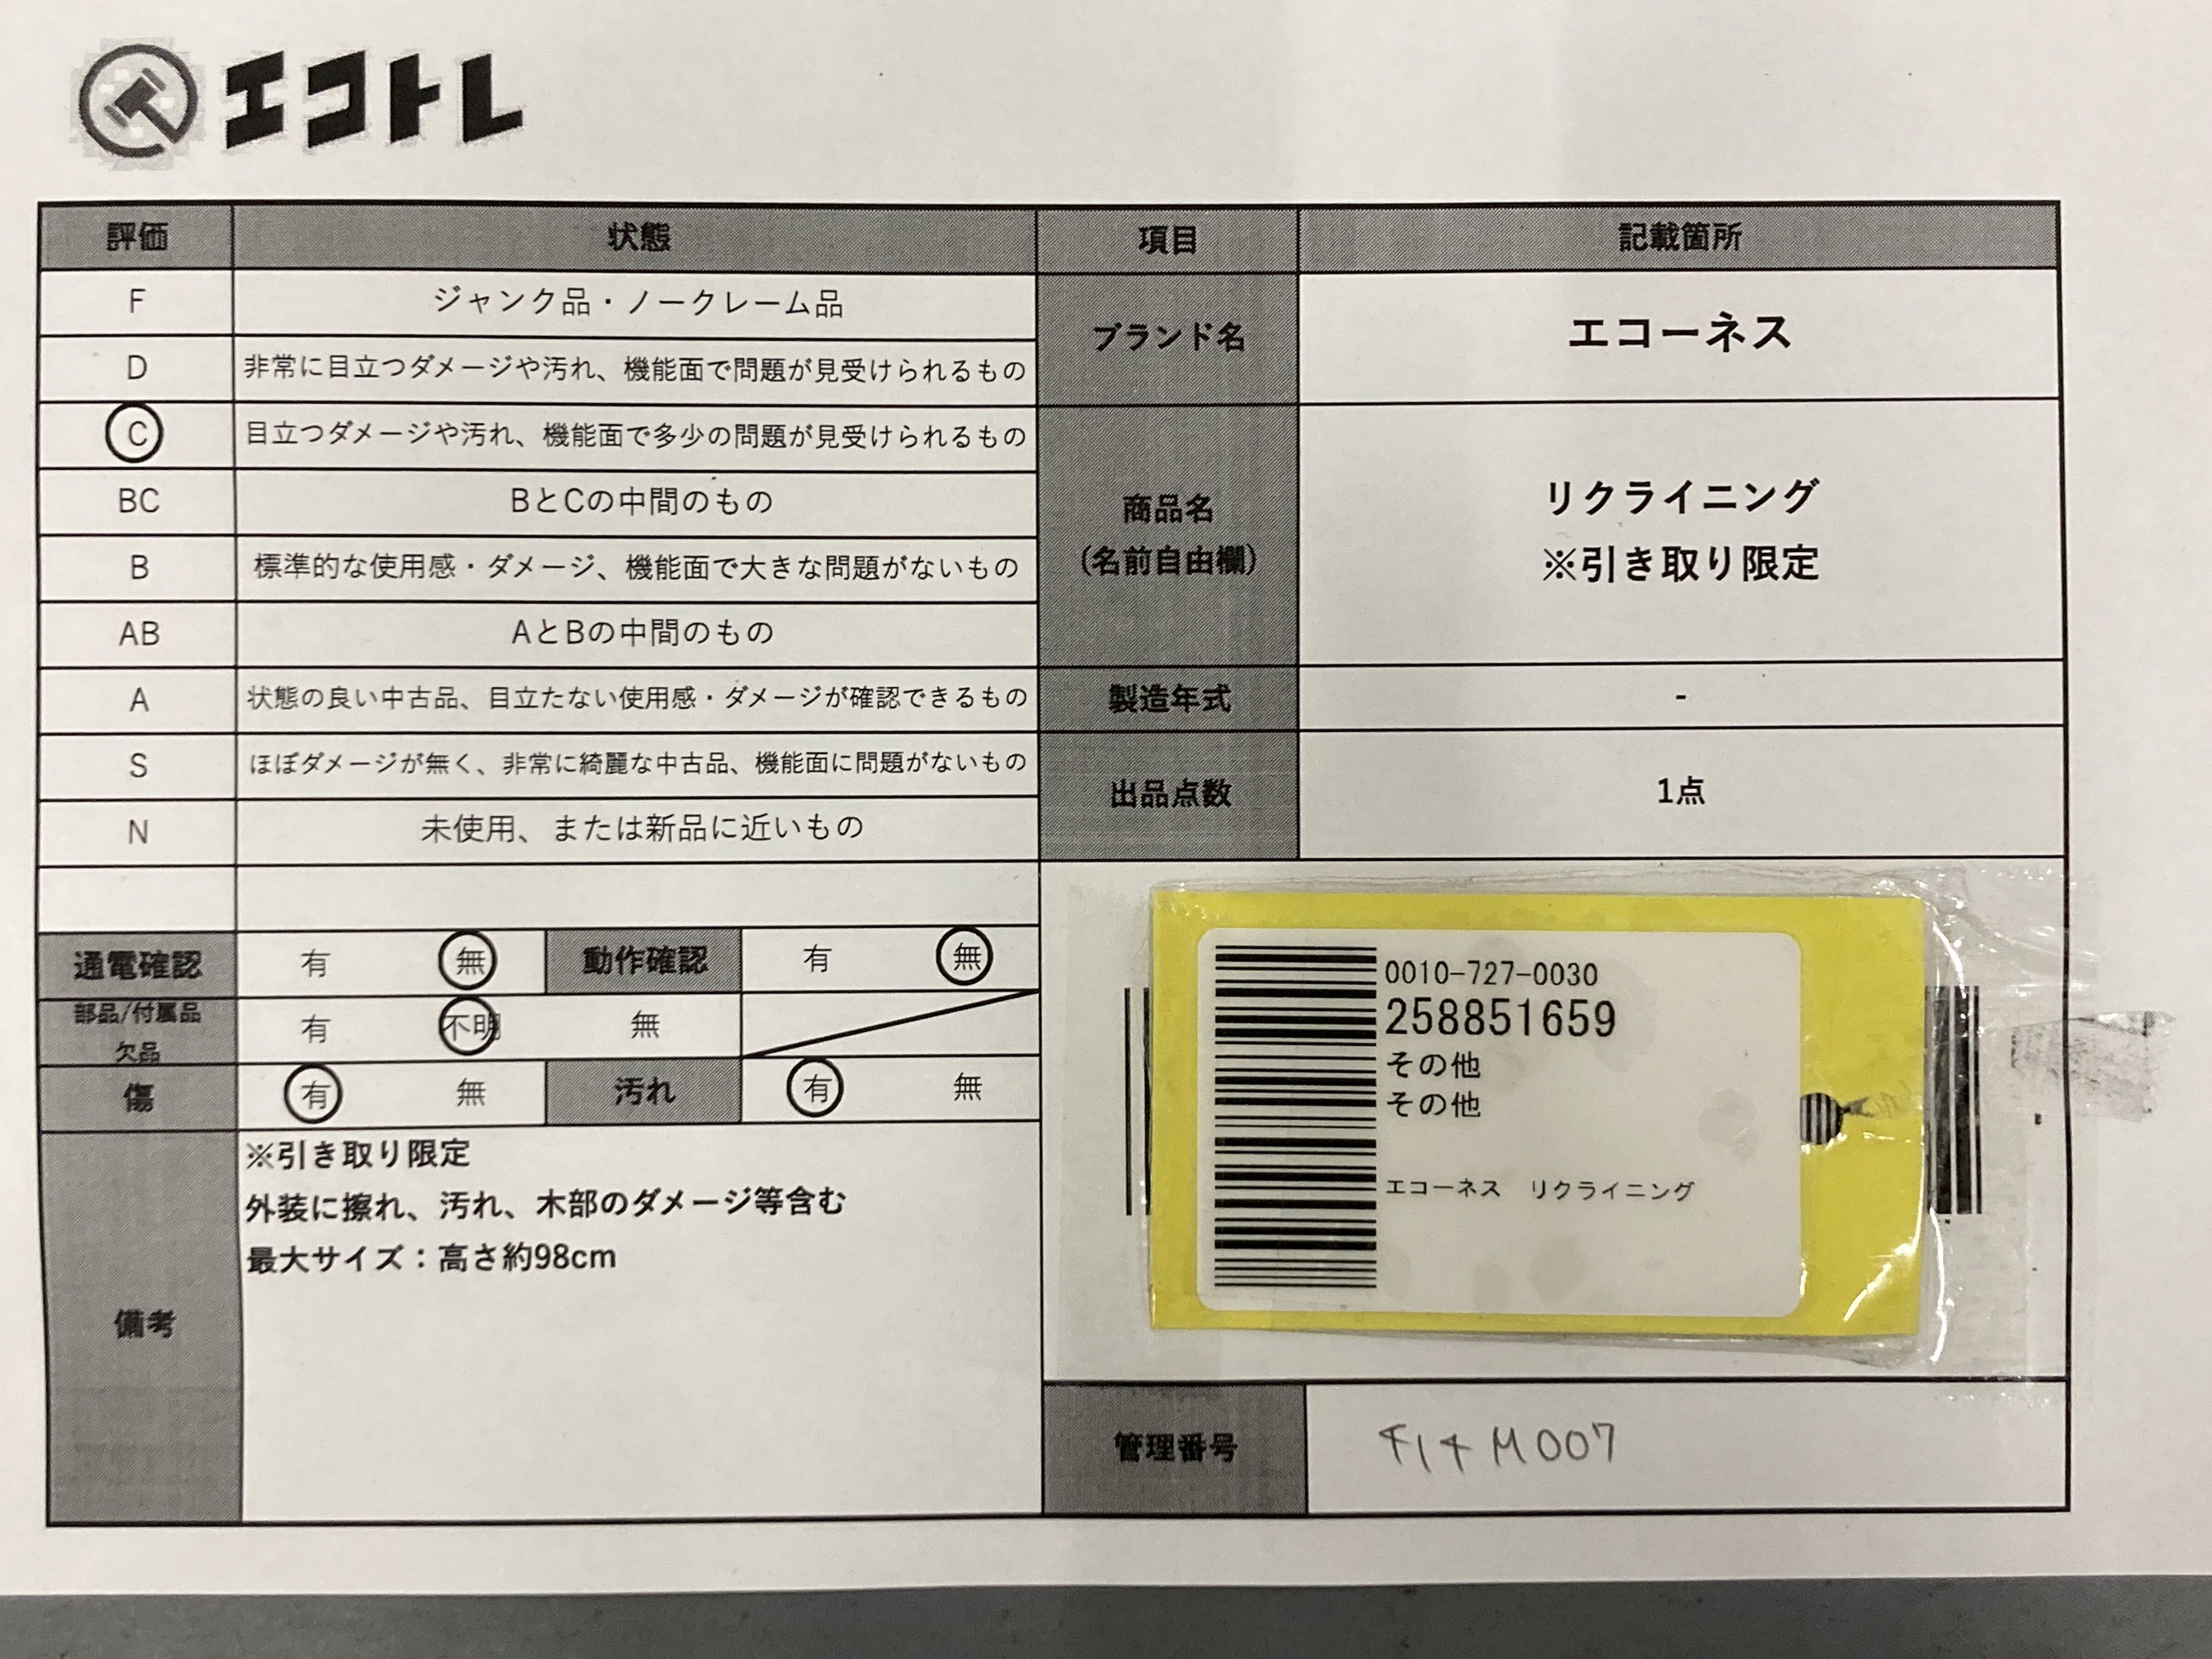 エコトレ
評価 状態 項目 記載箇所
F ジャンク品・ノークレーム品
D 非常に目立つダメージや汚れ、機能面で問題が見受けられるもの
ブランド名 エコーネス
C 目立つダメージや汚れ、機能面で多少の問題が見受けられるもの
BC BとCの中間のもの
B 標準的な使用感・ダメージ、機能面で大きな問題がないもの
AB AとBの中間のもの
商品名
(名前自由欄)
リクライニング
※引き取り限定
A 状態の良い中古品、目立たない使用感・ダメージが確認できるもの
製造年式 -
S ほぼダメージが無く、非常に綺麗な中古品、機能面に問題がないもの
N 未使用、または新品に近いもの
出品点数 1点
通電確認 有 無 動作確認 有 無
部品/付属品
欠品
有 不明 無
傷 有 無 汚れ 有 無
備考
※引き取り限定
外装に擦れ、汚れ、木部のダメージ等含む
最大サイズ：高さ約98cm
0010-727-0030
258851659
その他
その他
エコーネス リクライニング
管理番号 M007